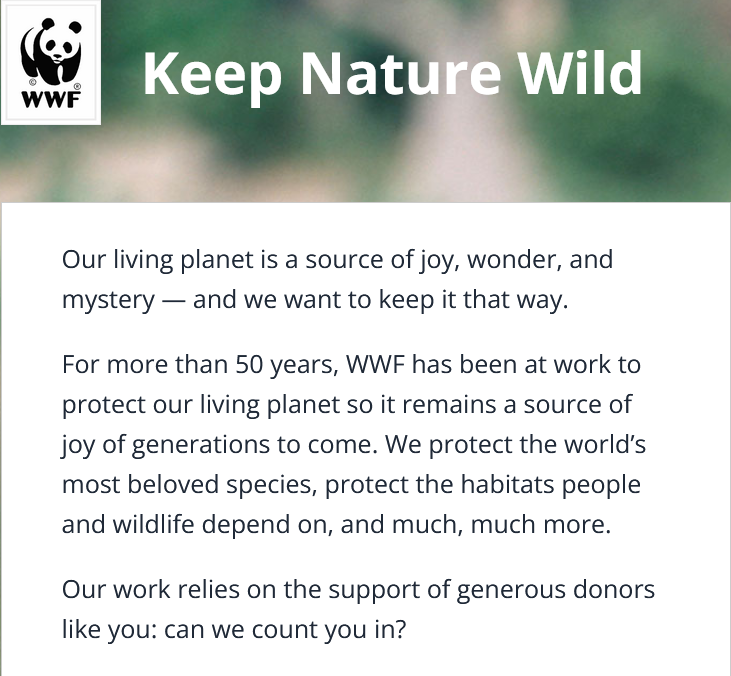 WWF
Keep Nature Wild
Our living planet is a source of joy, wonder, and
mystery — and we want to keep it that way.
For more than 50 years, WWF has been at work to
protect our living planet so it remains a source of
joy of generations to come. We protect the world’s
most beloved species, protect the habitats people
and wildlife depend on, and much, much more.
Our work relies on the support of generous donors
like you: can we count you in?